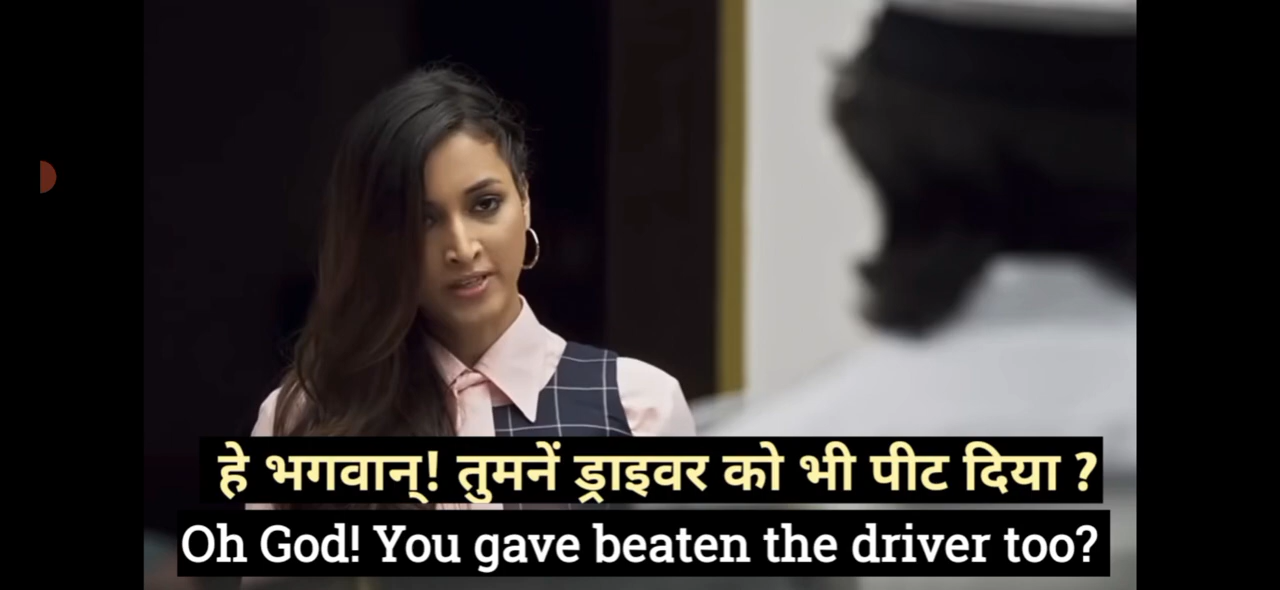 हे भगवान्! तुमनें ड्राइवर को भी पीट दिया ?
Oh God! You gave beaten the driver too?